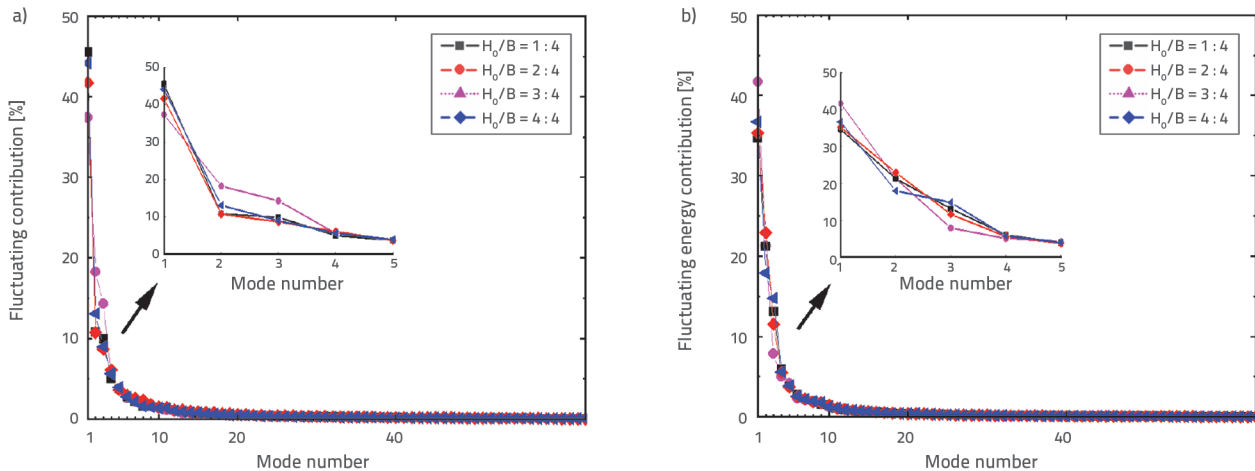 a)
Fluctuating contribution [%]
50
40
30
20
10
0
1
10
20
40
Mode number
H₀/B = 1 : 4
H₀/B = 2 : 4
H₀/B = 3 : 4
H₀/B = 4 : 4
50
40
30
20
10
0
1 2 3 4 5
Mode number
b)
Fluctuating energy contribution [%]
50
40
30
20
10
0
1
10
20
40
Mode number
H₀/B = 1 : 4
H₀/B = 2 : 4
H₀/B = 3 : 4
H₀/B = 4 : 4
50
40
30
20
10
0
1 2 3 4 5
Mode number